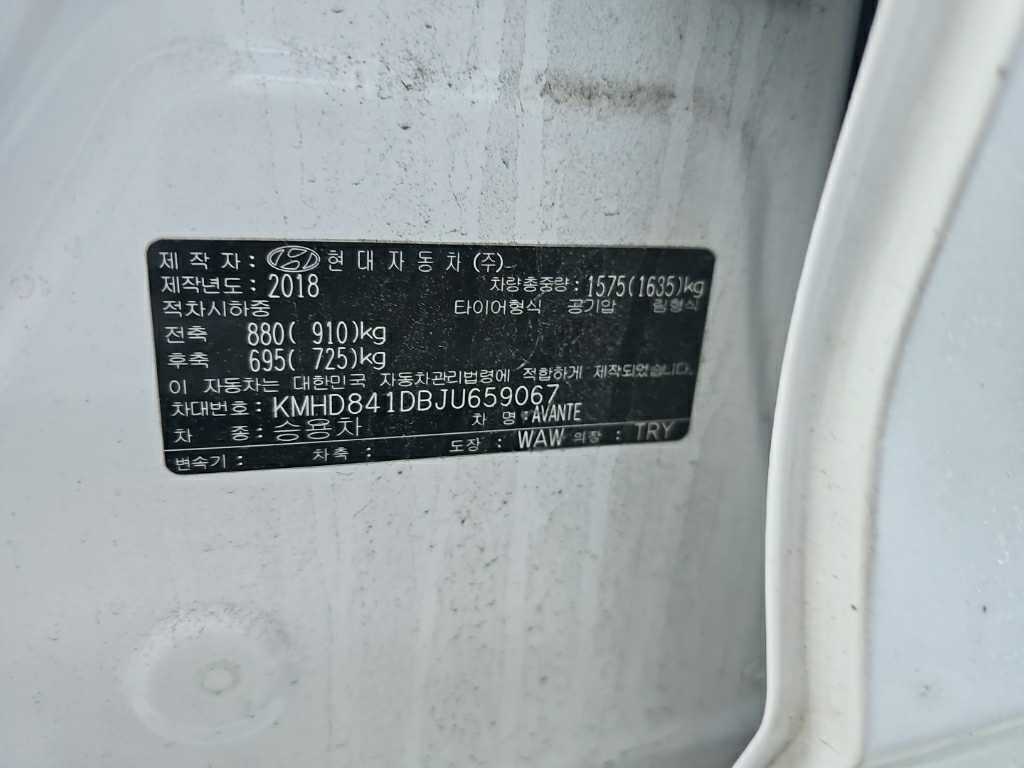 제 작 자 : 현대자동차(주)
제작년도 : 2018 차량총중량 : 1575(1635)kg
적차시하중 타이어형식 공기압 림형식
전축 880( 910)kg
후축 695( 725)kg
이 자동차는 대한민국 자동차관리법령에 적합하게 제작되었습니다.
차대번호 : KMHD841DBJU659067
차 종 : 승용차 차 명 : AVANTE
변속기 : 차축 : 도장 : WAW 의장 : TRY